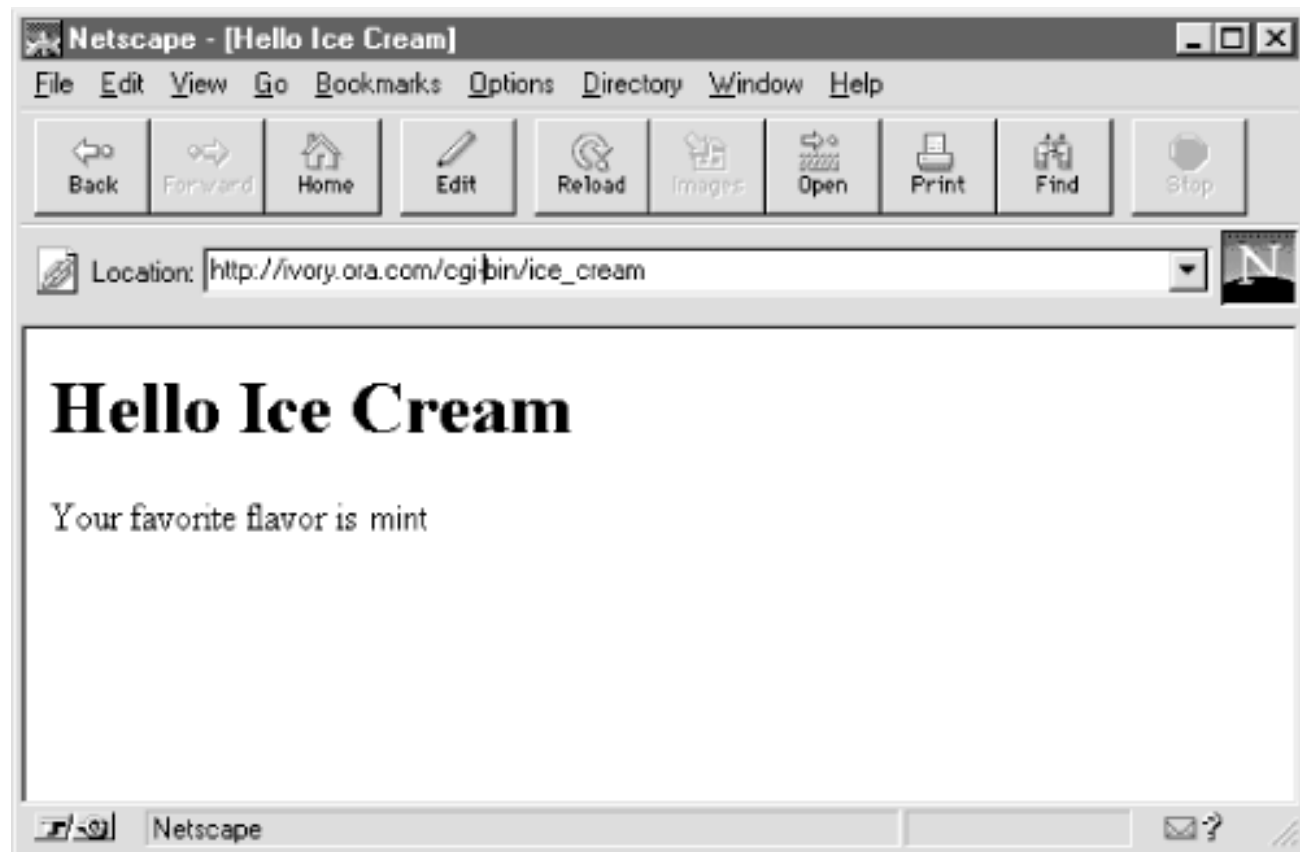 Netscape - [Hello Ice Cream]
File Edit View Go Bookmarks Options Directory Window Help
Back Forward Home Edit Reload Images Open Print Find Stop
Location: http://ivory.ora.com/cgi-bin/ice_cream
N
Hello Ice Cream
Your favorite flavor is mint
Netscape
?